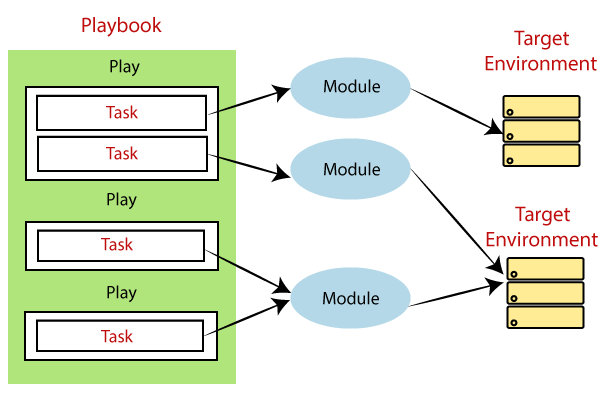 Playbook
Play
Task
Task
Play
Task
Play
Task
Module
Module
Module
Target
Environment
Target
Environment